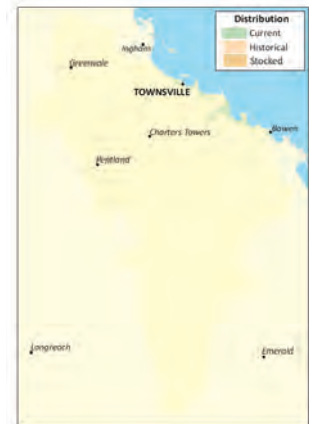 Distribution
Current
Historical
Stocked
Ingham
Greenvale
TOWNSVILLE
Charters Towers
Bowen
Pentland
Longreach
Emerald